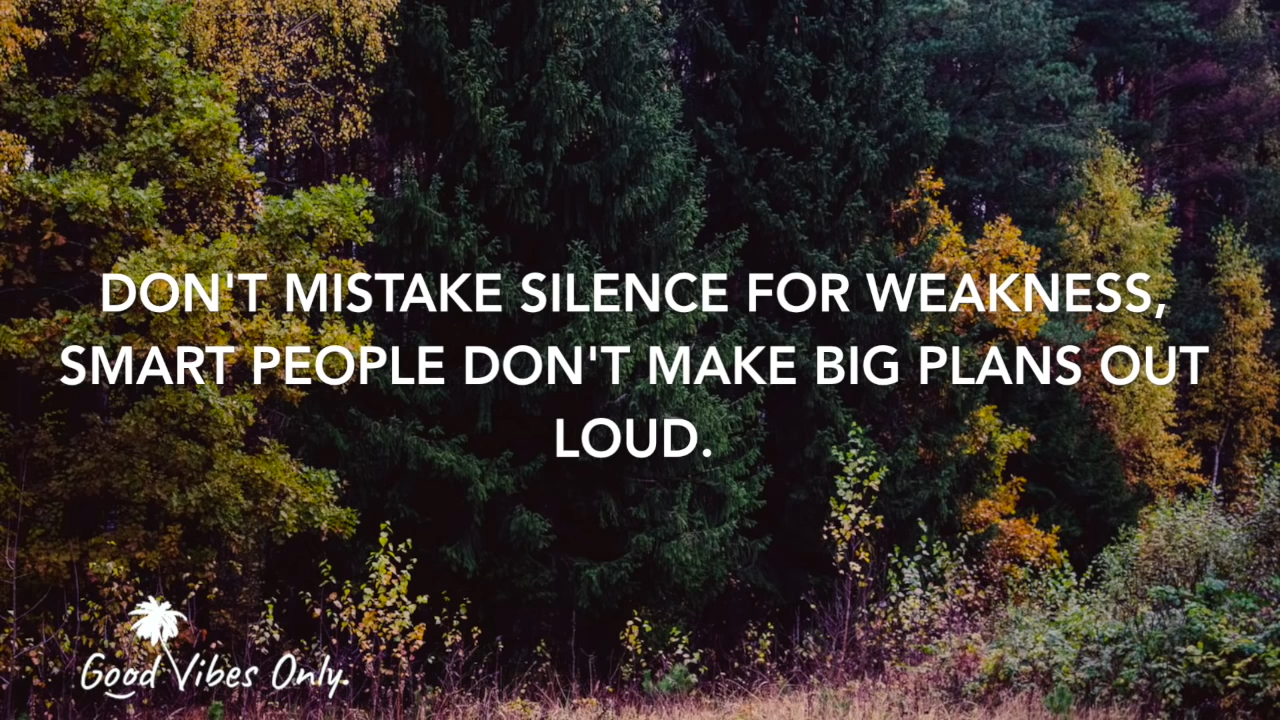 DON'T MISTAKE SILENCE FOR WEAKNESS,
SMART PEOPLE DON'T MAKE BIG PLANS OUT
LOUD.
Good Vibes Only.